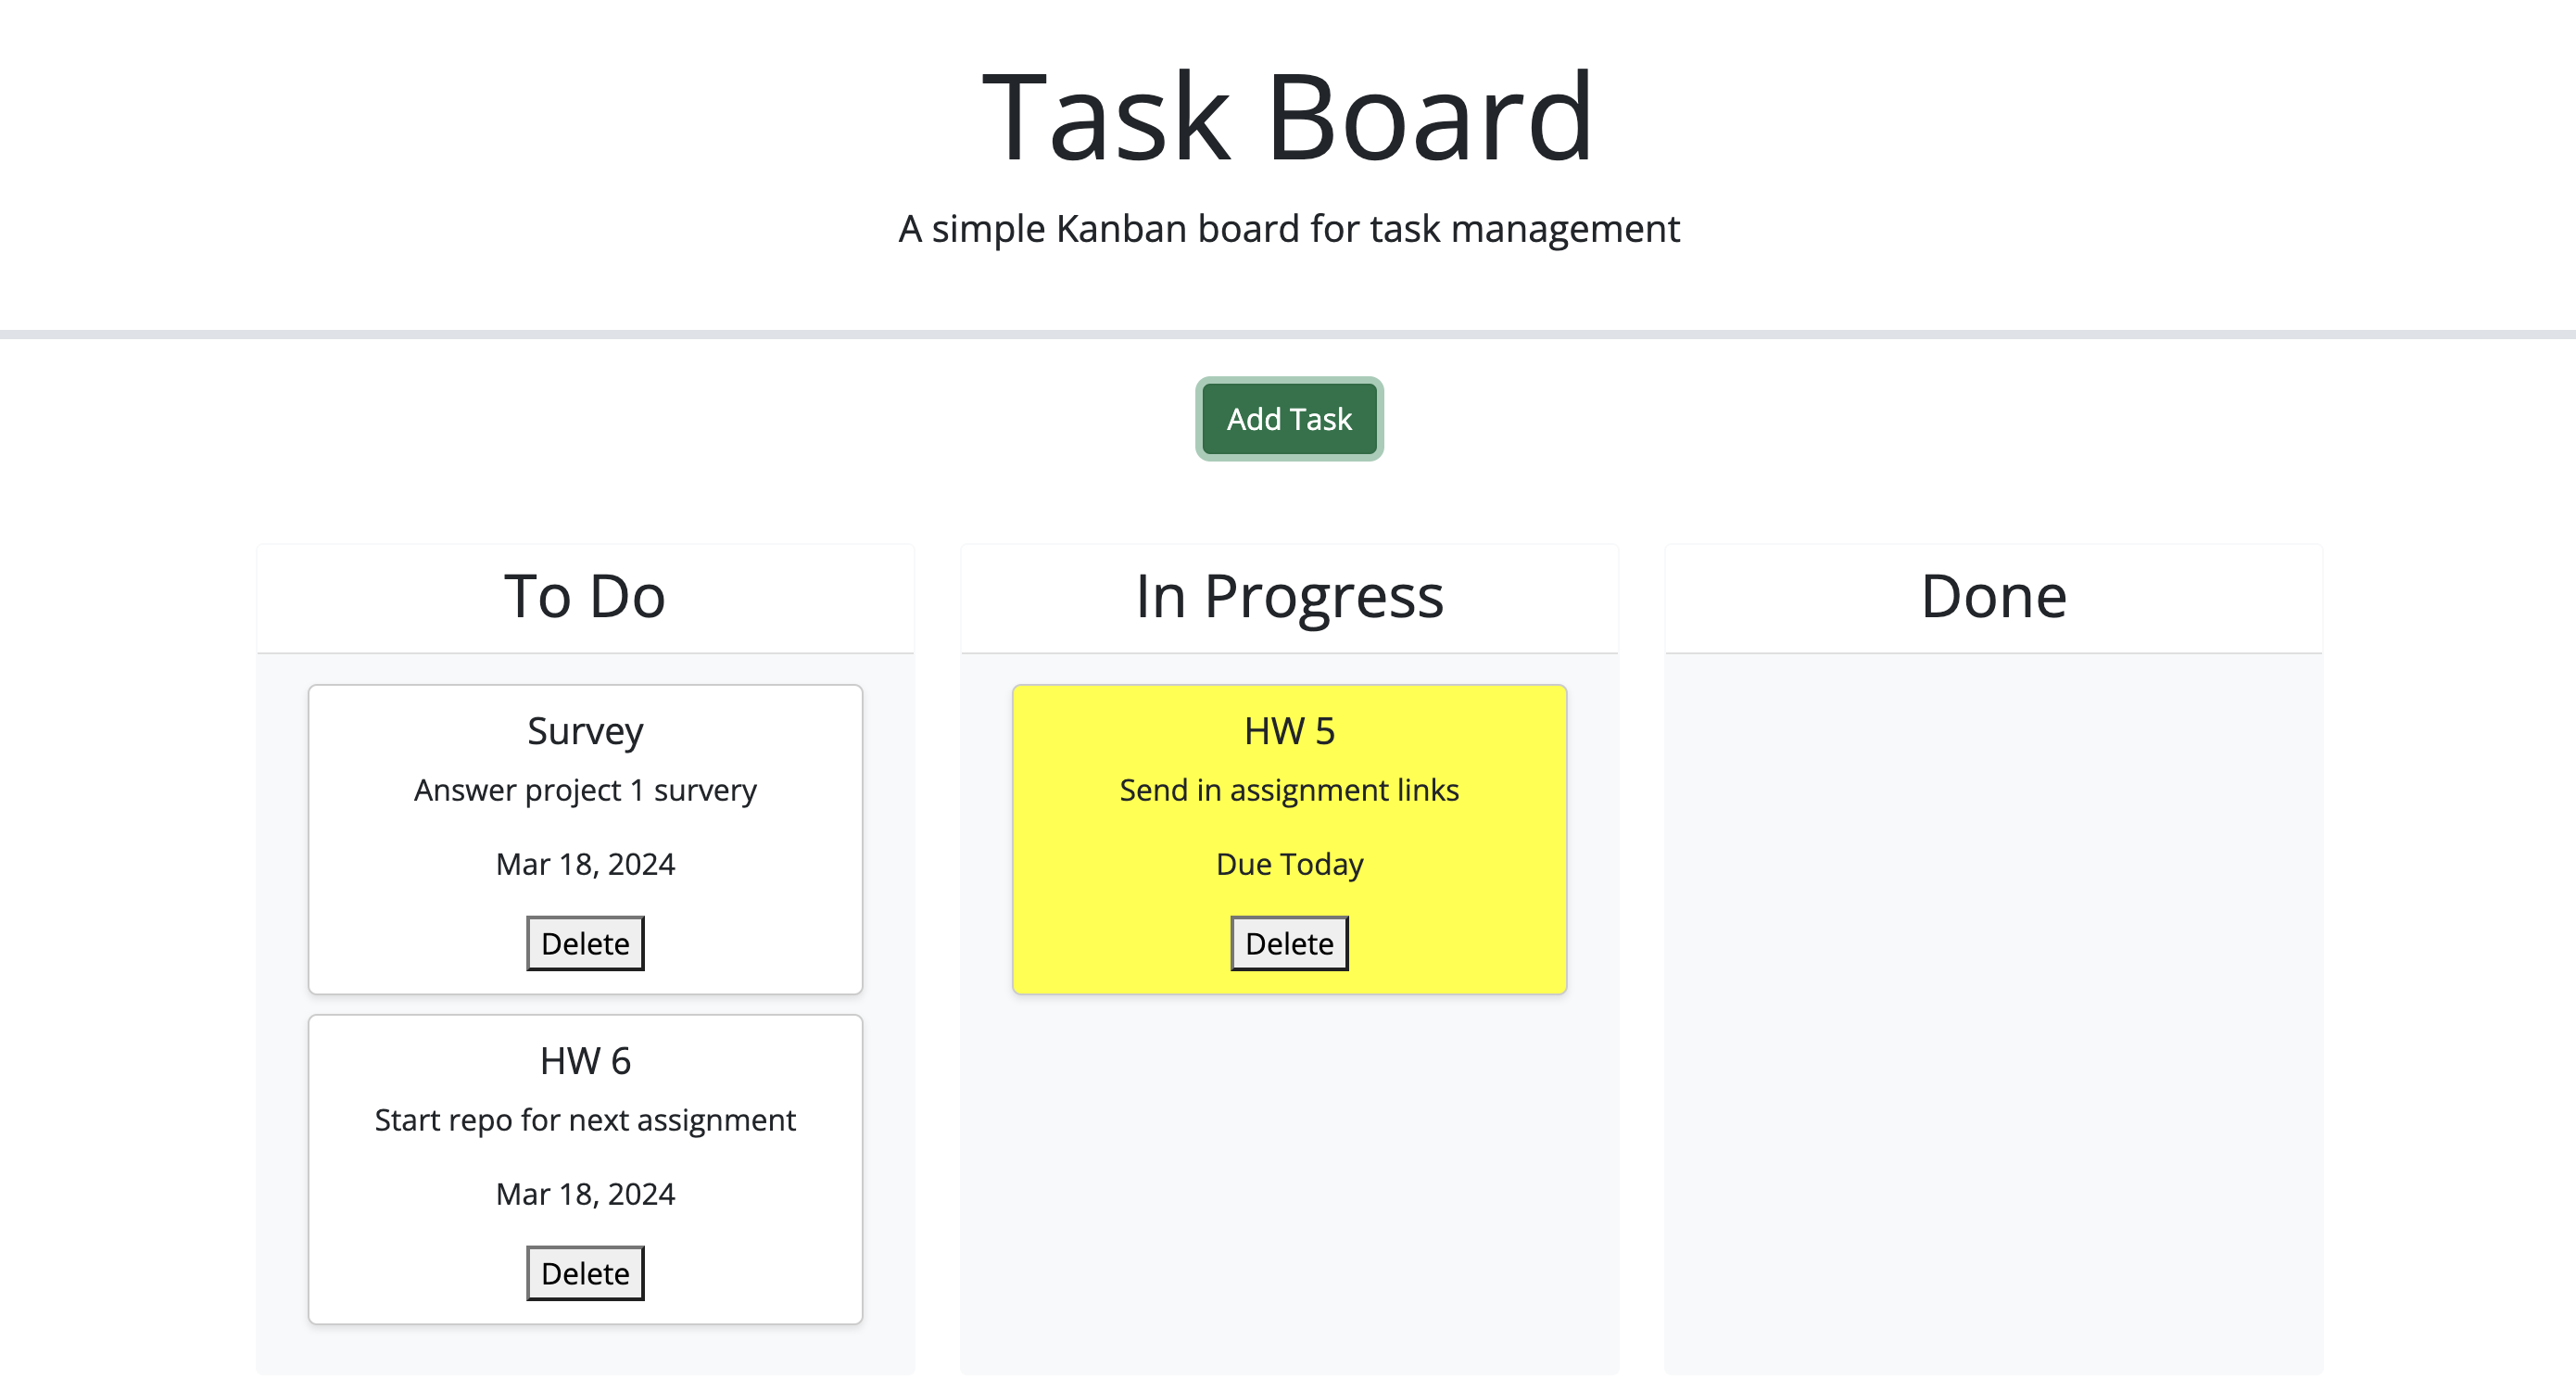 Task Board
A simple Kanban board for task management
Add Task
To Do
Survey
Answer project 1 survery
Mar 18, 2024
Delete
HW 6
Start repo for next assignment
Mar 18, 2024
Delete
In Progress
HW 5
Send in assignment links
Due Today
Delete
Done